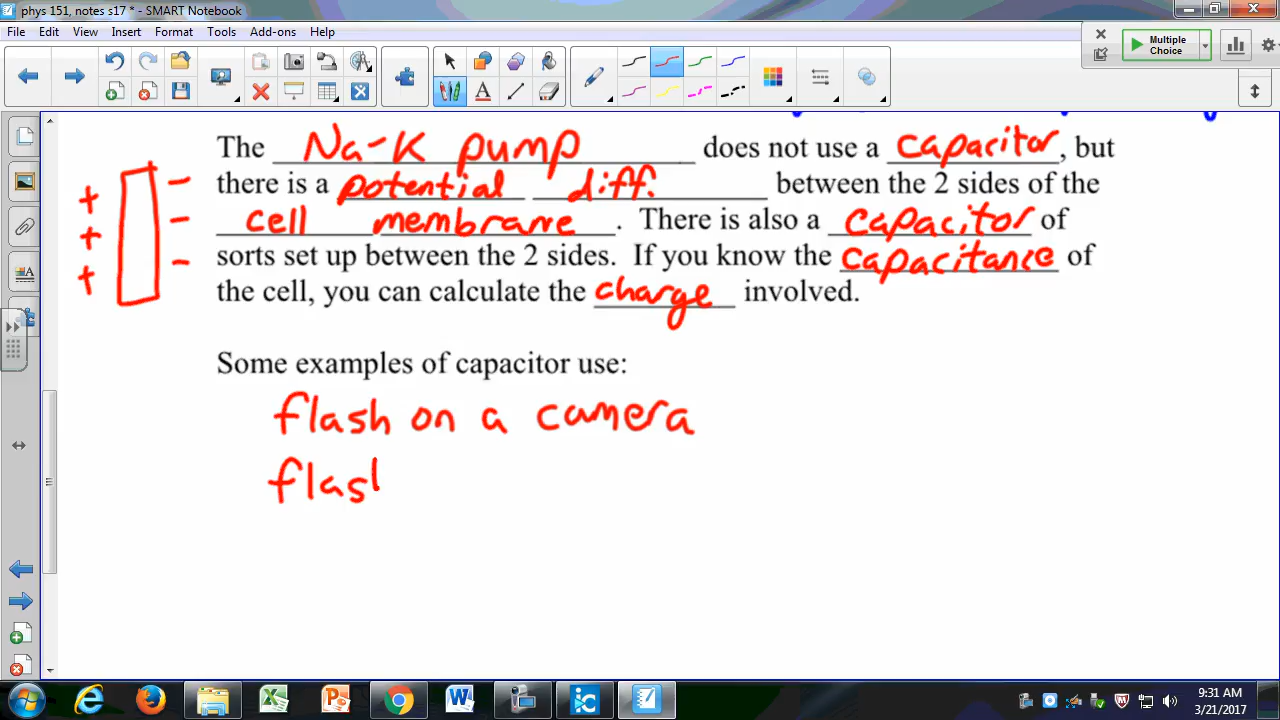 phys 151, notes s17 * - SMART Notebook
File Edit View Insert Format Tools Add-ons Help
Multiple Choice
The Na-K pump does not use a capacitor, but
there is a potential diff. between the 2 sides of the
cell membrane. There is also a capacitor of
sorts set up between the 2 sides. If you know the capacitance of
the cell, you can calculate the charge involved.
+ -
+ -
+ -
Some examples of capacitor use:
flash on a camera
flas
9:31 AM
3/21/2017